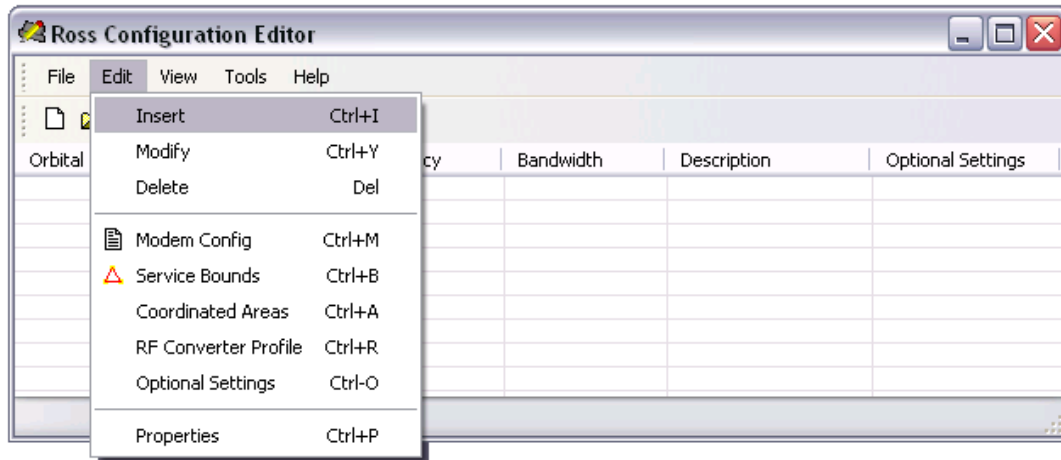 Ross Configuration Editor
File Edit View Tools Help
Insert Ctrl+I
Orbital cy Bandwidth Description Optional Settings
Modify Ctrl+Y
Delete Del
Modem Config Ctrl+M
Service Bounds Ctrl+B
Coordinated Areas Ctrl+A
RF Converter Profile Ctrl+R
Optional Settings Ctrl-O
Properties Ctrl+P